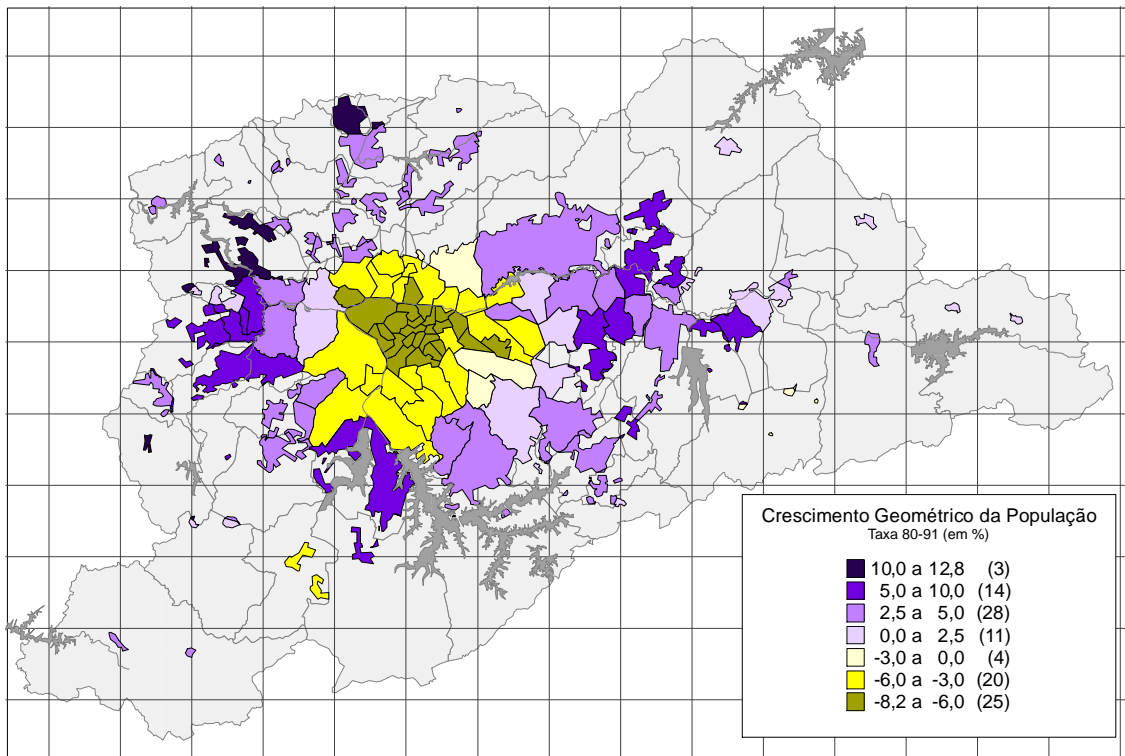 Crescimento Geométrico da População
Taxa 80-91 (em %)
10,0 a 12,8 (3)
5,0 a 10,0 (14)
2,5 a 5,0 (28)
0,0 a 2,5 (11)
-3,0 a 0,0 (4)
-6,0 a -3,0 (20)
-8,2 a -6,0 (25)